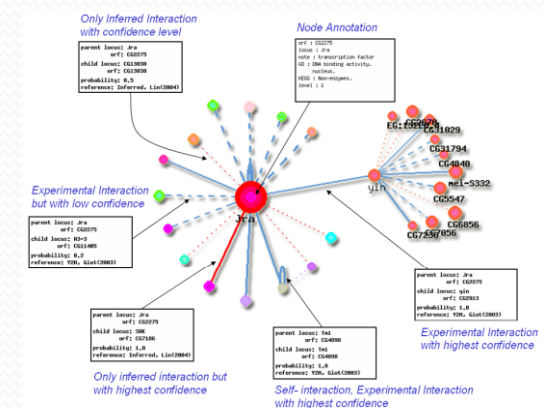 Only Inferred Interaction
with confidence level
Node Annotation
parent locus: Jra
orf: CG2275
child locus: CG13030
orf: CG13030
probability: 0,5
reference: Inferred, Lin(2004)
orf : CG2275
locus : Jra
note : transcription factor
GO : DNA binding activity.
nucleus.
KEGG : Non-enzymes.
level : 1
CG31029
CG31794
CG4840
mei-S332
CG5547
CG6856
CG7056
yin
Jra
Experimental Interaction
but with low confidence
parent locus: Jra
orf: CG2275
orf: CG11405
probability: 0,2
reference: Y2H, Giot(2003)
parent locus: Jra
orf: CG2275
child locus: yin
orf: CG2913
probability: 1,0
reference: Y2H, Giot(2003)
Experimental Interaction
with highest confidence
parent locus: Jra
orf: CG2275
child locus: SRC
orf: CG7186
probability: 1,0
reference: Inferred, Lin(2004)
Only inferred interaction but
with highest confidence
parent locus: Tm1
orf: CG4898
child locus: Tm1
orf: CG4898
probability: 1,0
reference: Y2H, Giot(2003)
Self- interaction, Experimental Interaction
with highest confidence